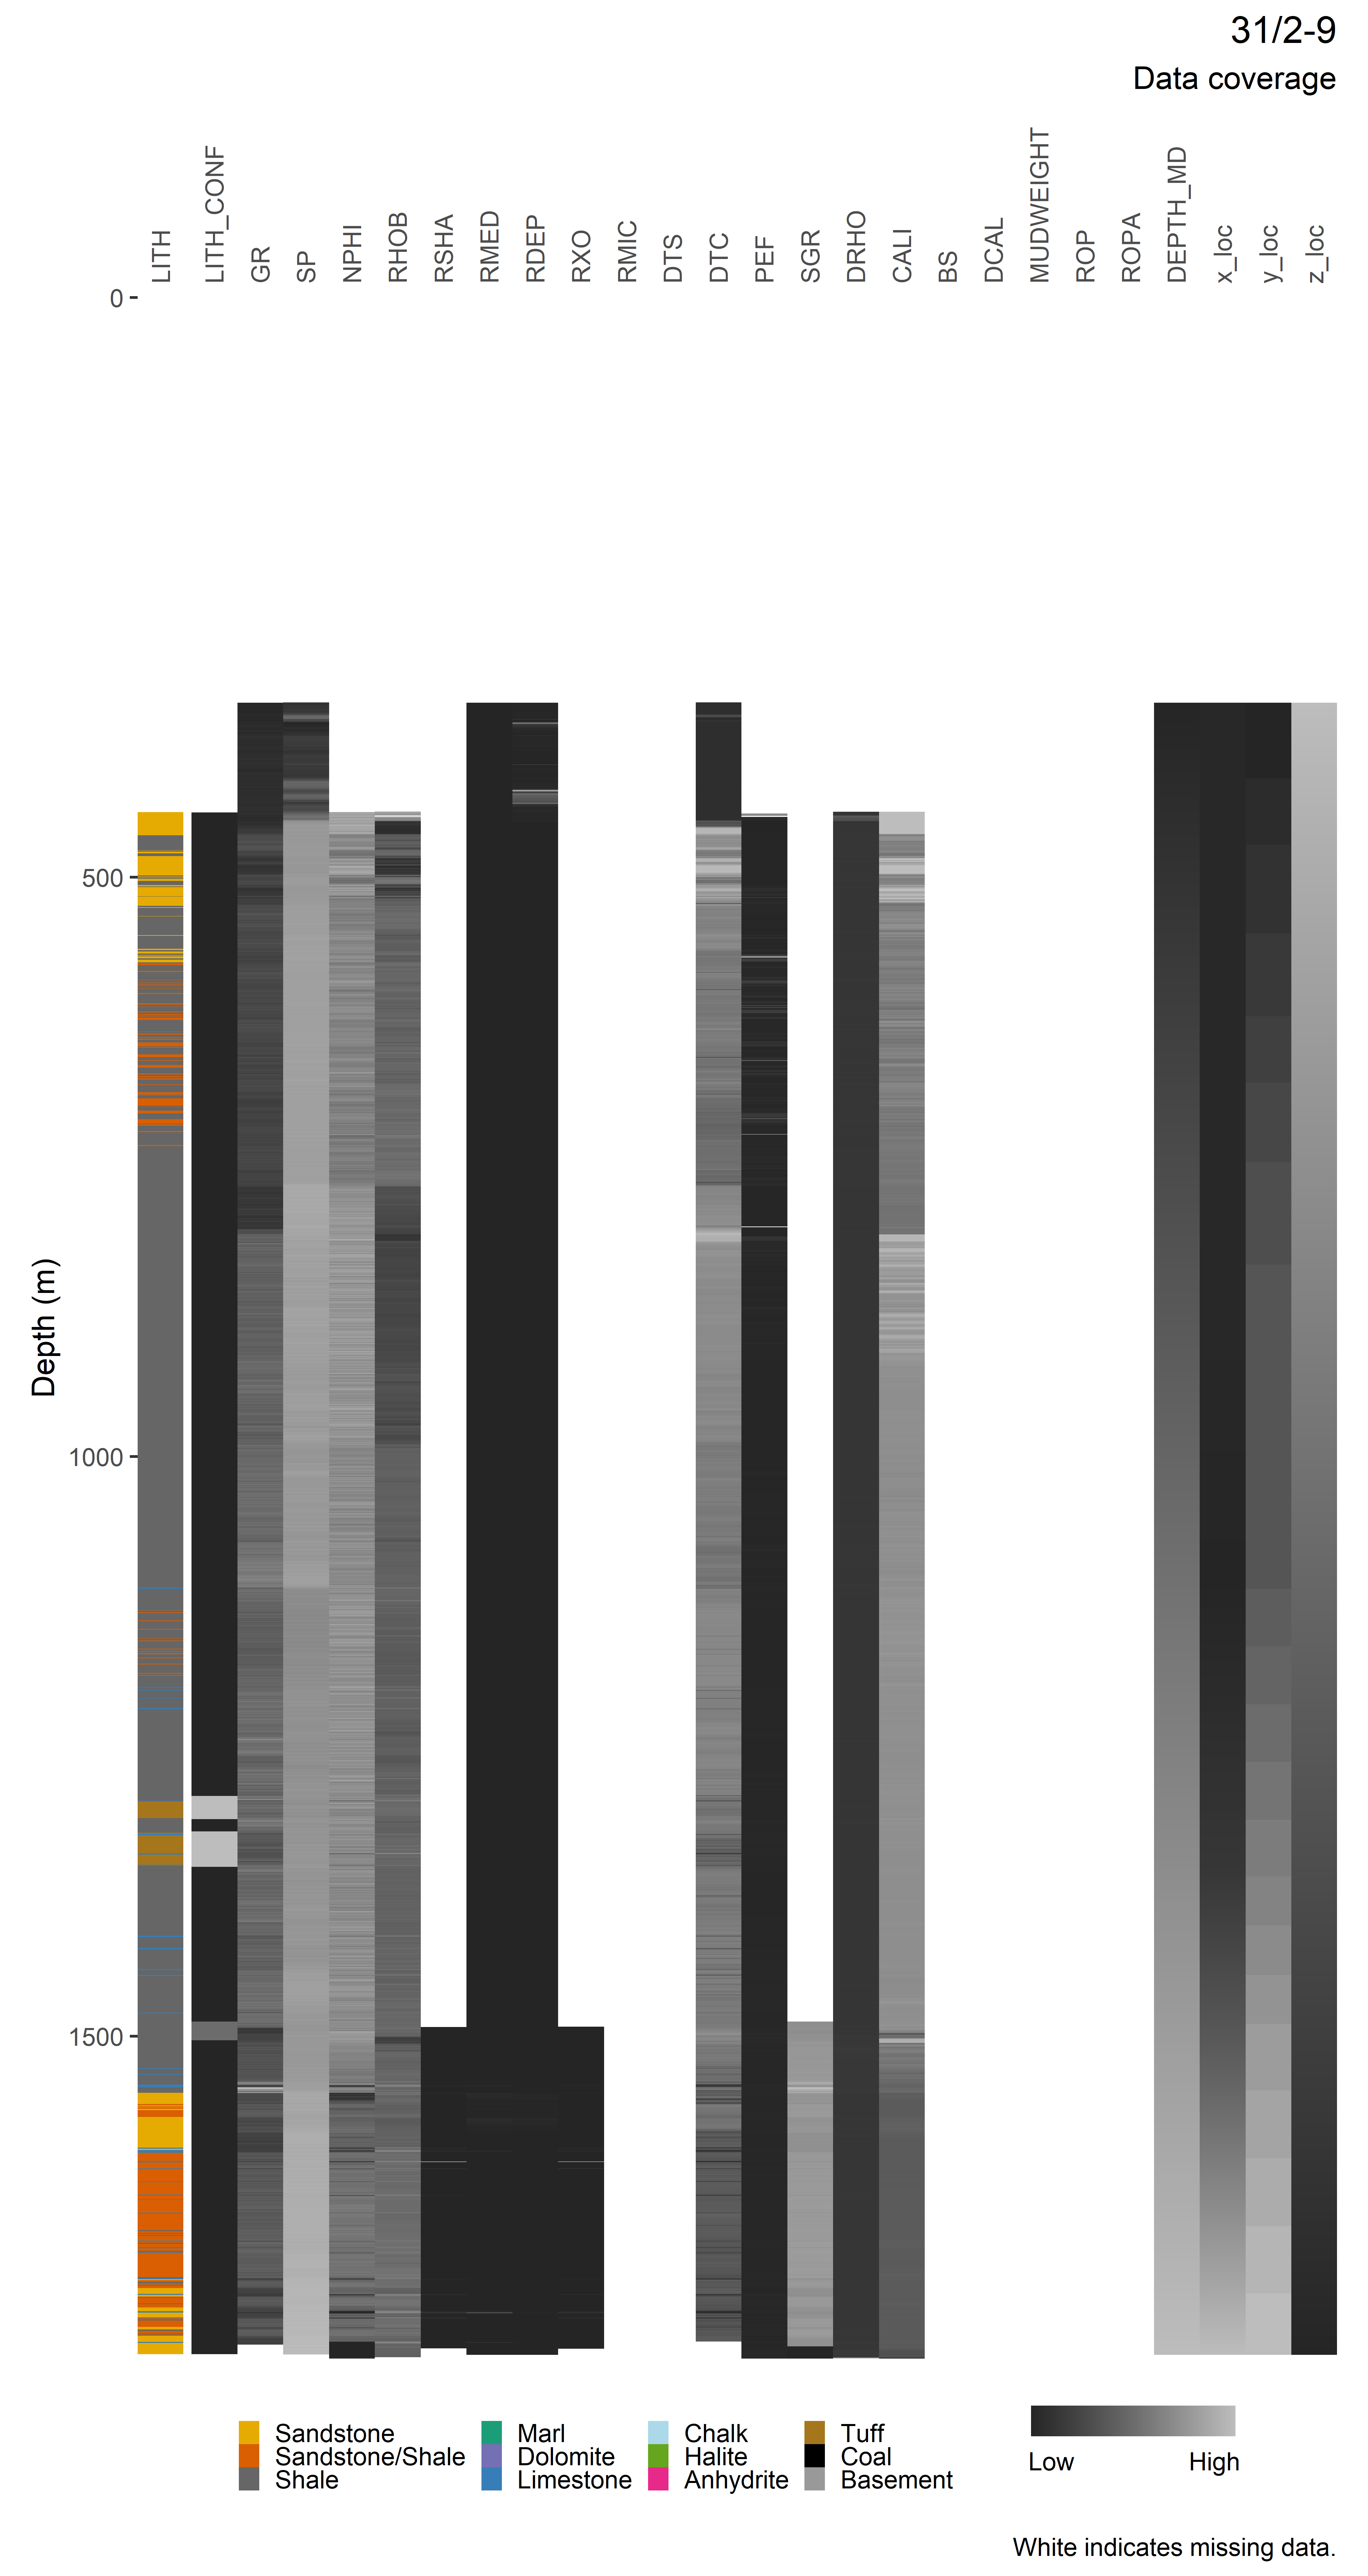 31/2-9
Data coverage
LITH
LITH_CONF
GR
SP
NPHI
RHOB
RSHA
RMED
RDEP
RXO
RMIC
DTS
DTC
PEF
SGR
DRHO
CALI
BS
DCAL
MUDWEIGHT
ROP
ROPA
DEPTH_MD
x_loc
y_loc
z_loc
0
500
1000
1500
Depth (m)
Sandstone
Sandstone/Shale
Shale
Marl
Dolomite
Limestone
Chalk
Halite
Anhydrite
Tuff
Coal
Basement
Low
High
White indicates missing data.